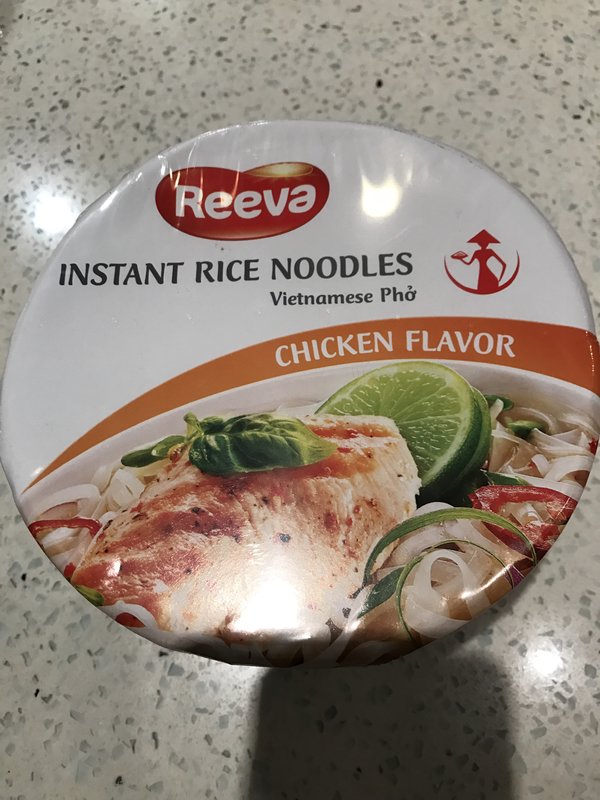 Reeva
INSTANT RICE NOODLES
Vietnamese Phở
CHICKEN FLAVOR